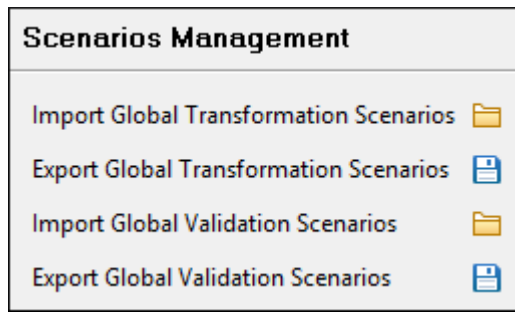 Scenarios Management
Import Global Transformation Scenarios
Export Global Transformation Scenarios
Import Global Validation Scenarios
Export Global Validation Scenarios